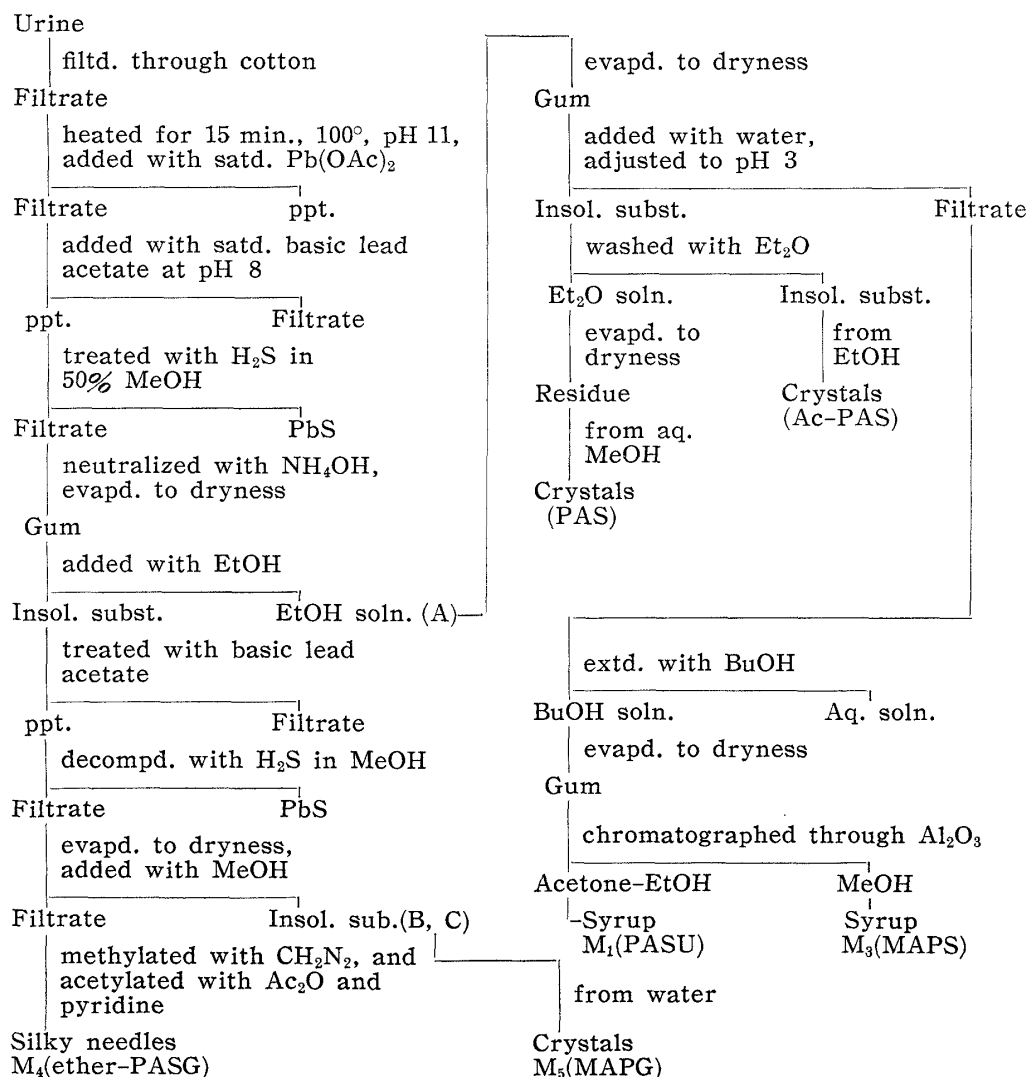 Urine
filtd. through cotton
Filtrate
heated for 15 min., 100°, pH 11,
added with satd. Pb(OAc)₂
Filtrate ppt.
added with satd. basic lead
acetate at pH 8
ppt. Filtrate
treated with H₂S in
50% MeOH
Filtrate PbS
neutralized with NH₄OH,
evapd. to dryness
Gum
added with EtOH
Insol. subst. EtOH soln. (A)
treated with basic lead
acetate
ppt. Filtrate
decompd. with H₂S in MeOH
Filtrate PbS
evapd. to dryness,
added with MeOH
Filtrate Insol. sub.(B, C)
methylated with CH₂N₂, and
acetylated with Ac₂O and
pyridine
Silky needles
M₄(ether-PASG)
evapd. to dryness
Gum
added with water,
adjusted to pH 3
Insol. subst. Filtrate
washed with Et₂O
Et₂O soln. Insol. subst.
evapd. to
dryness
from
EtOH
Residue
Crystals
(Ac-PAS)
from aq.
MeOH
Crystals
(PAS)
extd. with BuOH
BuOH soln. Aq. soln.
evapd. to dryness
Gum
chromatographed through Al₂O₃
Acetone-EtOH MeOH
-Syrup Syrup
M₁(PASU) M₃(MAPS)
from water
Crystals
M₅(MAPG)